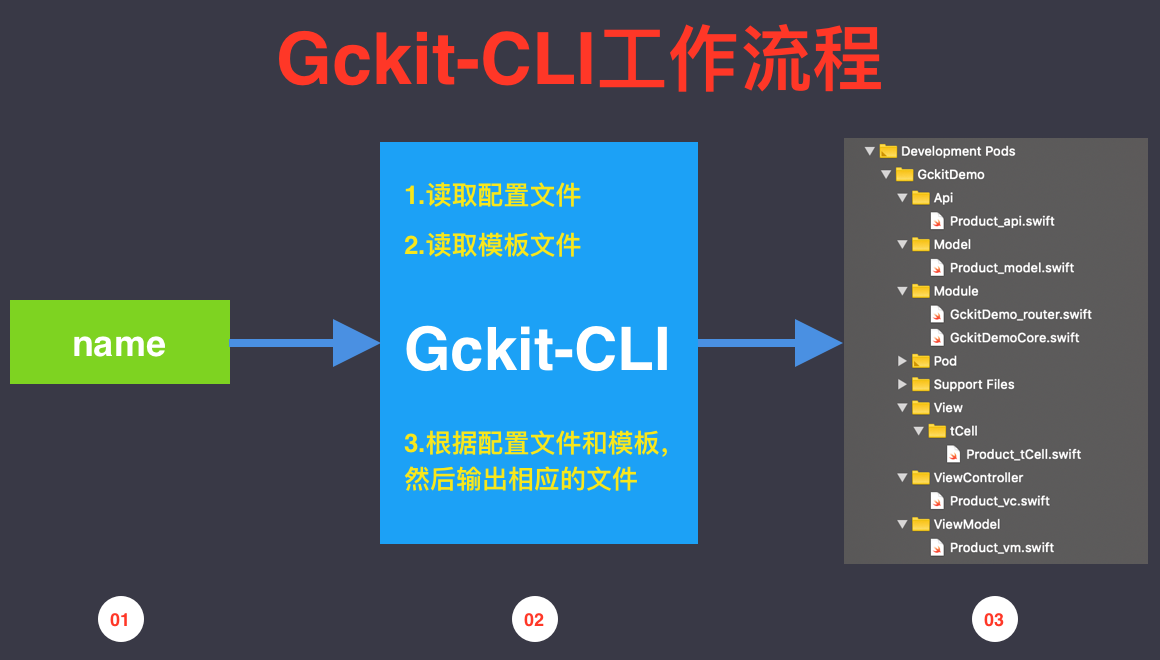 Gckit-CLI工作流程
name
1.读取配置文件
2.读取模板文件
Gckit-CLI
3.根据配置文件和模板,
然后输出相应的文件
Development Pods
GckitDemo
Api
Product_api.swift
Model
Product_model.swift
Module
GckitDemo_router.swift
GckitDemoCore.swift
Pod
Support Files
View
tCell
Product_tCell.swift
ViewController
Product_vc.swift
ViewModel
Product_vm.swift
01
02
03